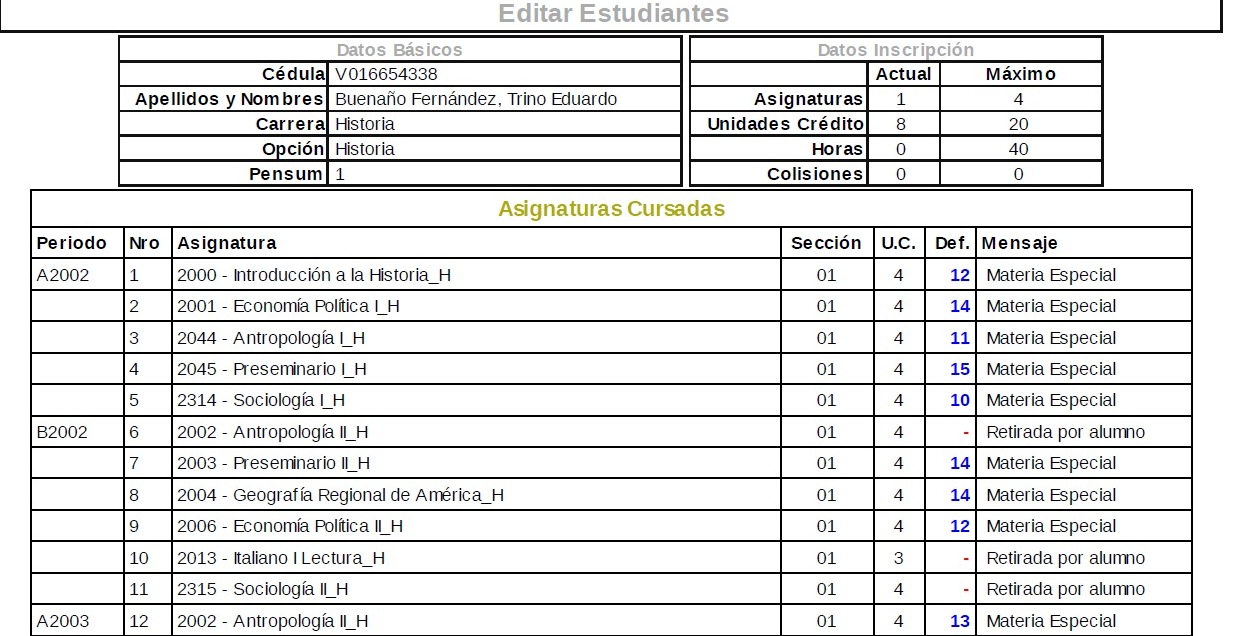 Editar Estudiantes
Datos Básicos
Cédula V016654338
Apellidos y Nombres Buenaño Fernández, Trino Eduardo
Carrera Historia
Opción Historia
Pensum 1
Datos Inscripción
Actual Máximo
Asignaturas 1 4
Unidades Crédito 8 20
Horas 0 40
Colisiones 0 0
Asignaturas Cursadas
Periodo Nro Asignatura Sección U.C. Def. Mensaje
A2002 1 2000 - Introducción a la Historia_H 01 4 12 Materia Especial
2 2001 - Economía Política I_H 01 4 14 Materia Especial
3 2044 - Antropología I_H 01 4 11 Materia Especial
4 2045 - Preseminario I_H 01 4 15 Materia Especial
5 2314 - Sociología I_H 01 4 10 Materia Especial
B2002 6 2002 - Antropología II_H 01 4 - Retirada por alumno
7 2003 - Preseminario II_H 01 4 14 Materia Especial
8 2004 - Geografía Regional de América_H 01 4 14 Materia Especial
9 2006 - Economía Política II_H 01 4 12 Materia Especial
10 2013 - Italiano I Lectura_H 01 3 - Retirada por alumno
11 2315 - Sociología II_H 01 4 - Retirada por alumno
A2003 12 2002 - Antropología II_H 01 4 13 Materia Especial